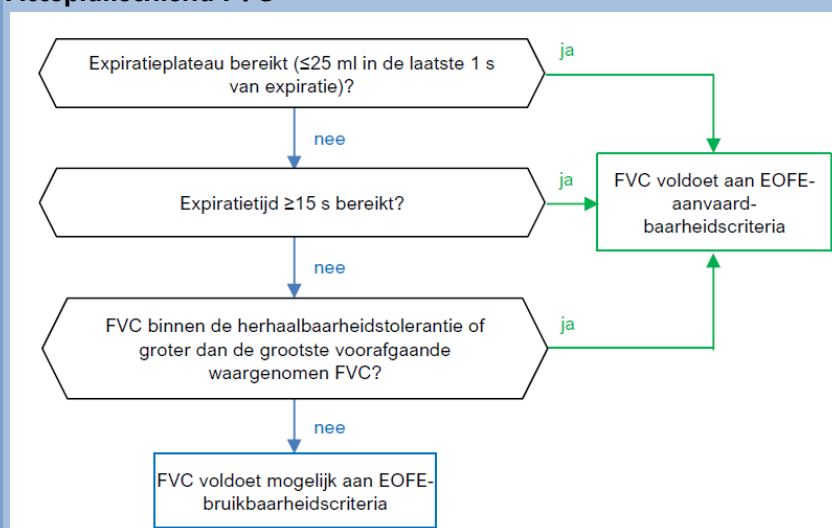 Expiratieplateau bereikt (≤25 ml in de laatste 1 s
van expiratie)?
ja
nee
Expiratietijd ≥15 s bereikt?
ja
FVC voldoet aan EOFE-
aanvaard-
baarheidscriteria
nee
FVC binnen de herhaalbaarheidstolerantie of
groter dan de grootste voorafgaande
waargenomen FVC?
ja
nee
FVC voldoet mogelijk aan EOFE-
bruikbaarheidscriteria